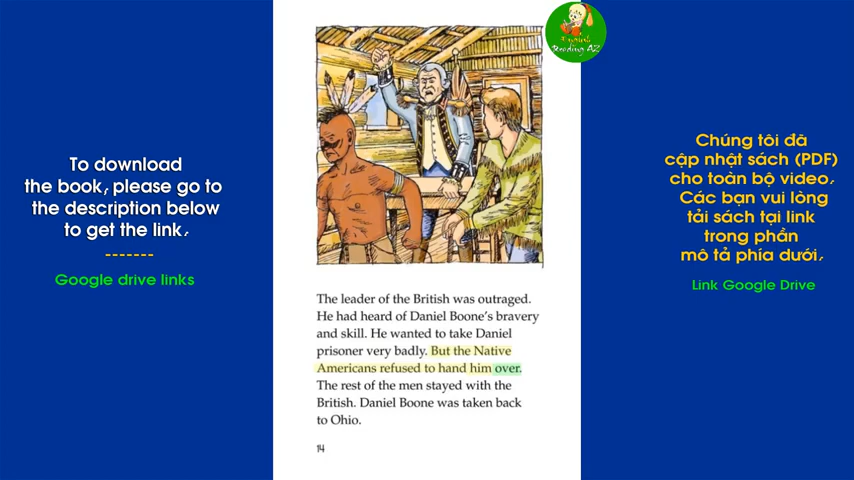 To download
the book, please go to
the description below
to get the link,
-------
Google drive links
Reading AZ
The leader of the British was outraged.
He had heard of Daniel Boone's bravery
and skill. He wanted to take Daniel
prisoner very badly. But the Native
Americans refused to hand him over.
The rest of the men stayed with the
British. Daniel Boone was taken back
to Ohio.
14
Chúng tôi đã
cập nhật sách (PDF)
cho toàn bộ video,
Các bạn vui lòng
tải sách tại link
trong phần
mô tả phía dưới,
Link Google Drive